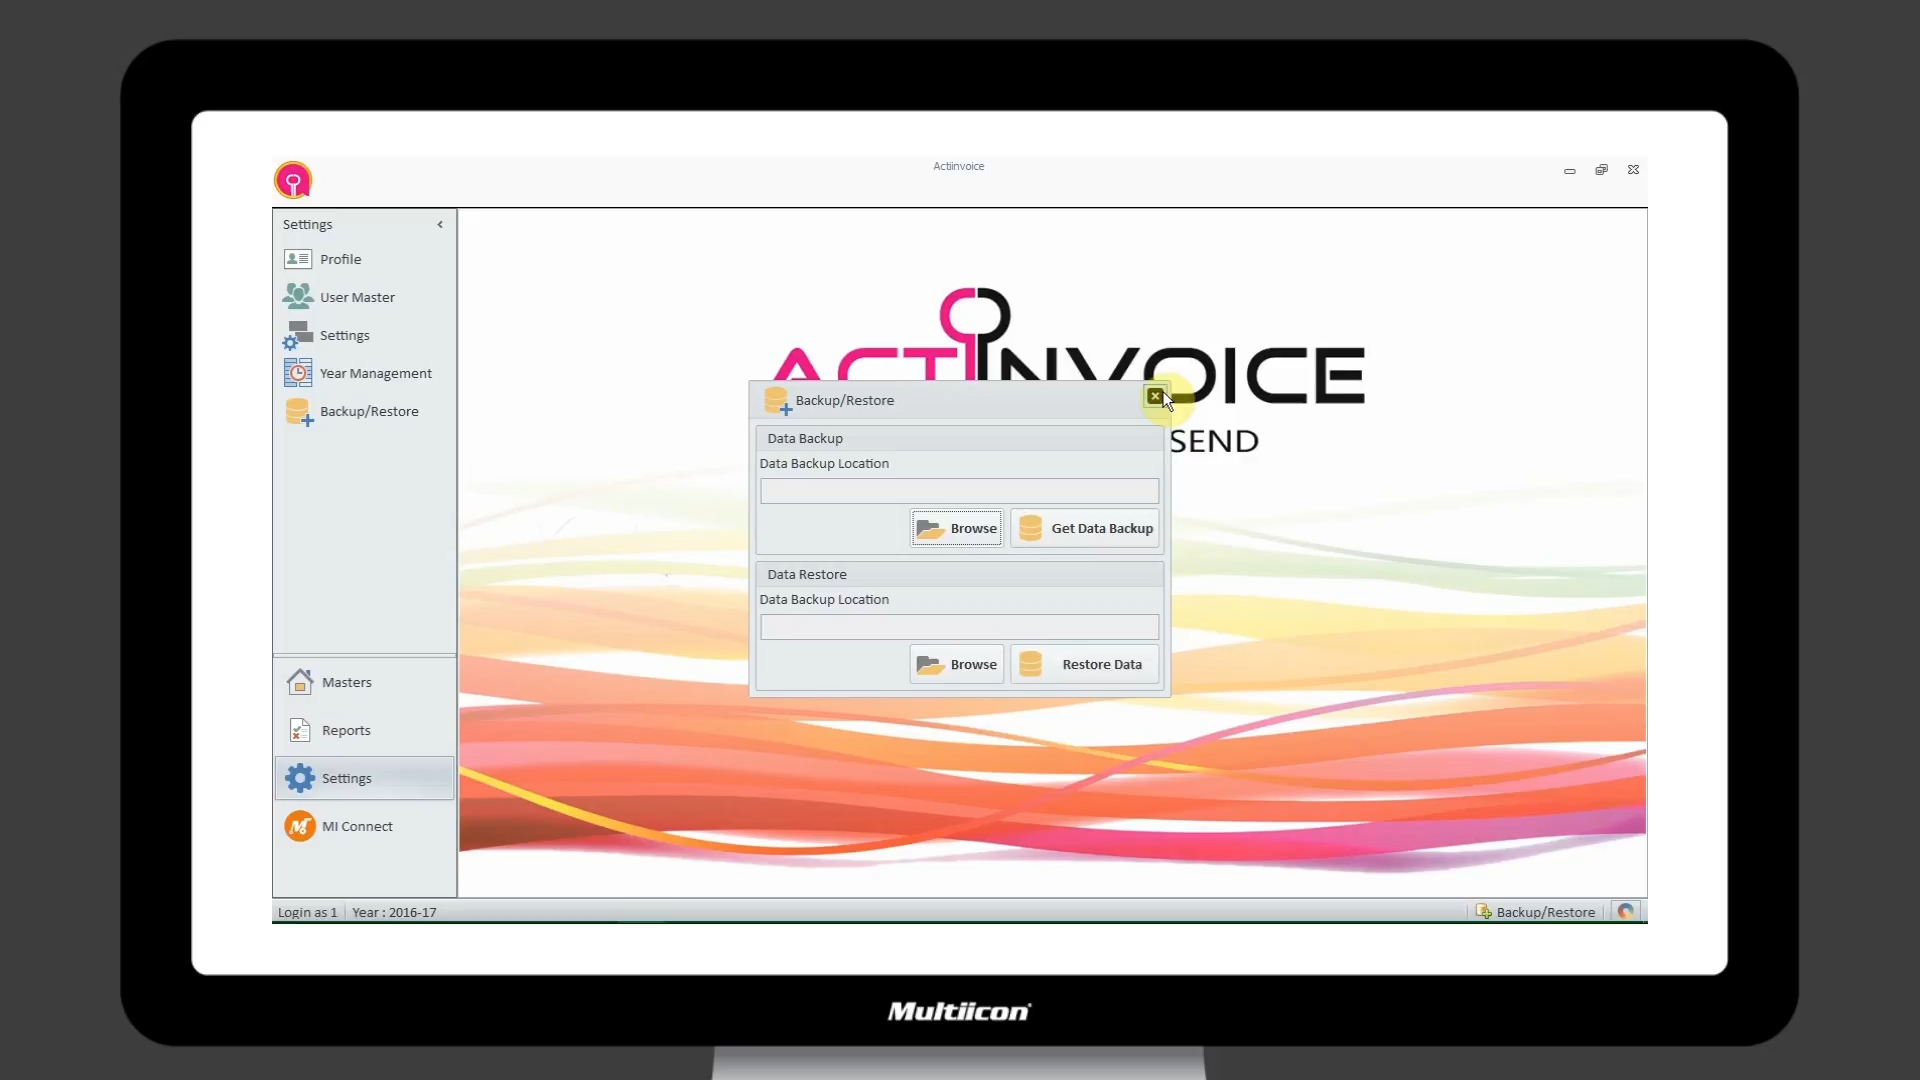 Actiinvoice
Settings
Profile
User Master
Settings
Year Management
Backup/Restore
ACTIINVOICE
SEND
Backup/Restore
Data Backup
Data Backup Location
Browse
Get Data Backup
Data Restore
Data Backup Location
Browse
Restore Data
Masters
Reports
Settings
MI Connect
Login as 1
Year : 2016-17
Backup/Restore
Multiicon